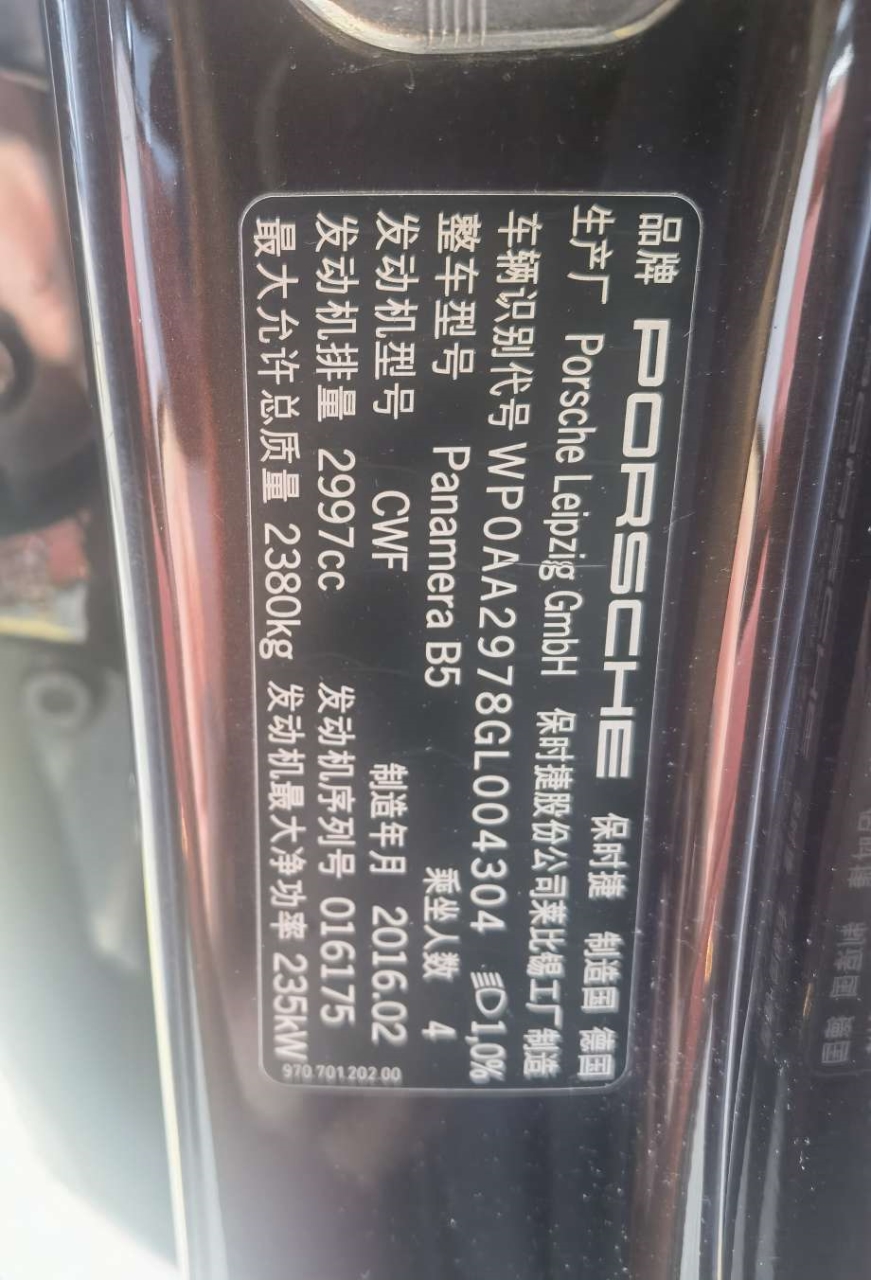 品牌 PORSCHE 保时捷 制造国 德国
生产厂 Porsche Leipzig GmbH 保时捷股份公司莱比锡工厂制造
车辆识别代号 WP0AA2978GL004304 1,0%
整车型号 Panamera B5 乘坐人数 4
发动机型号 CWF 制造年月 2016.02
发动机排量 2997cc 发动机序列号 016175
最大允许总质量 2380kg 发动机最大净功率 235kW
970 701 202 00